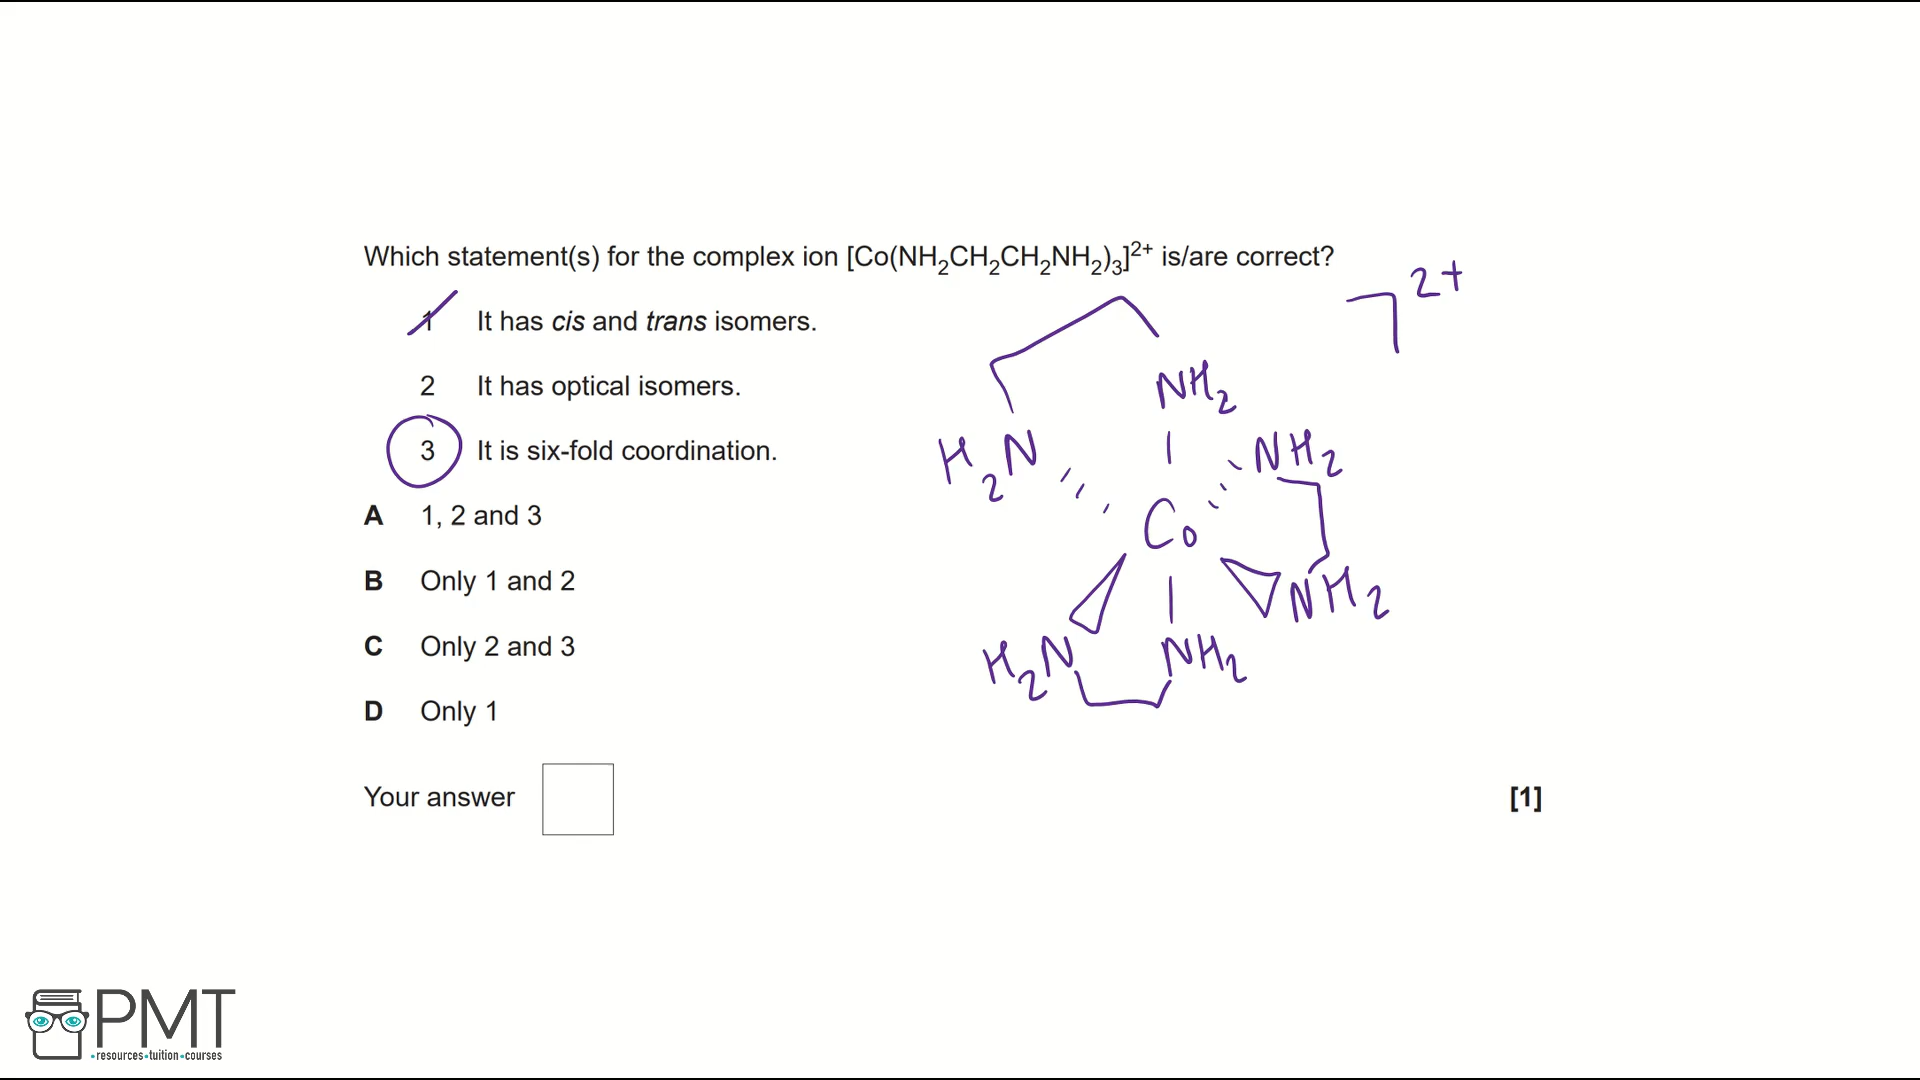 Which statement(s) for the complex ion [Co(NH₂CH₂CH₂NH₂)₃]²⁺ is/are correct?
1 It has cis and trans isomers.
2 It has optical isomers.
3 It is six-fold coordination.
A 1, 2 and 3
B Only 1 and 2
C Only 2 and 3
D Only 1
Your answer
[1]
2+
NH₂
H₂N
NH₂
Co
NH₂
H₂N
NH₂
PMT
•resources•tuition•courses